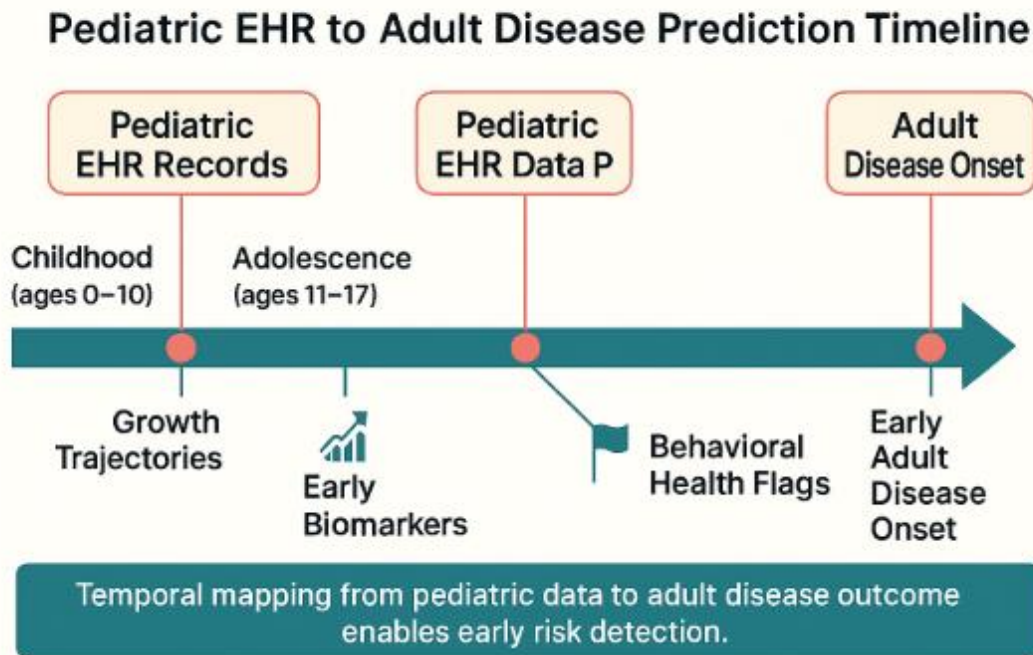 Pediatric EHR to Adult Disease Prediction Timeline
Pediatric
EHR Records
Pediatric
EHR Data P
Adult
Disease Onset
Childhood
(ages 0–10)
Adolescence
(ages 11–17)
Growth
Trajectories
Early
Biomarkers
Behavioral
Health Flags
Early
Adult
Disease
Onset
Temporal mapping from pediatric data to adult disease outcome
enables early risk detection.